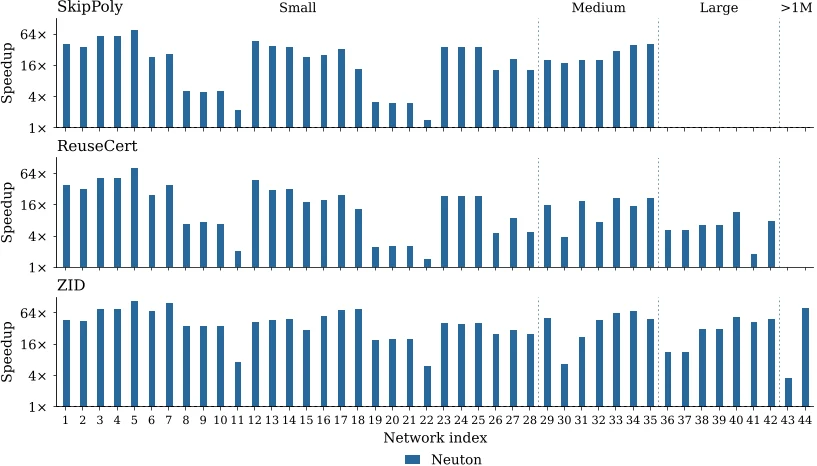 SkipPoly
Small
Medium
Large
>1M
Speedup
64×
16×
4×
1×
ReuseCert
Speedup
64×
16×
4×
1×
ZID
Speedup
64×
16×
4×
1×
1 2 3 4 5 6 7 8 9 10 11 12 13 14 15 16 17 18 19 20 21 22 23 24 25 26 27 28 29 30 31 32 33 34 35 36 37 38 39 40 41 42 43 44
Network index
Neuton